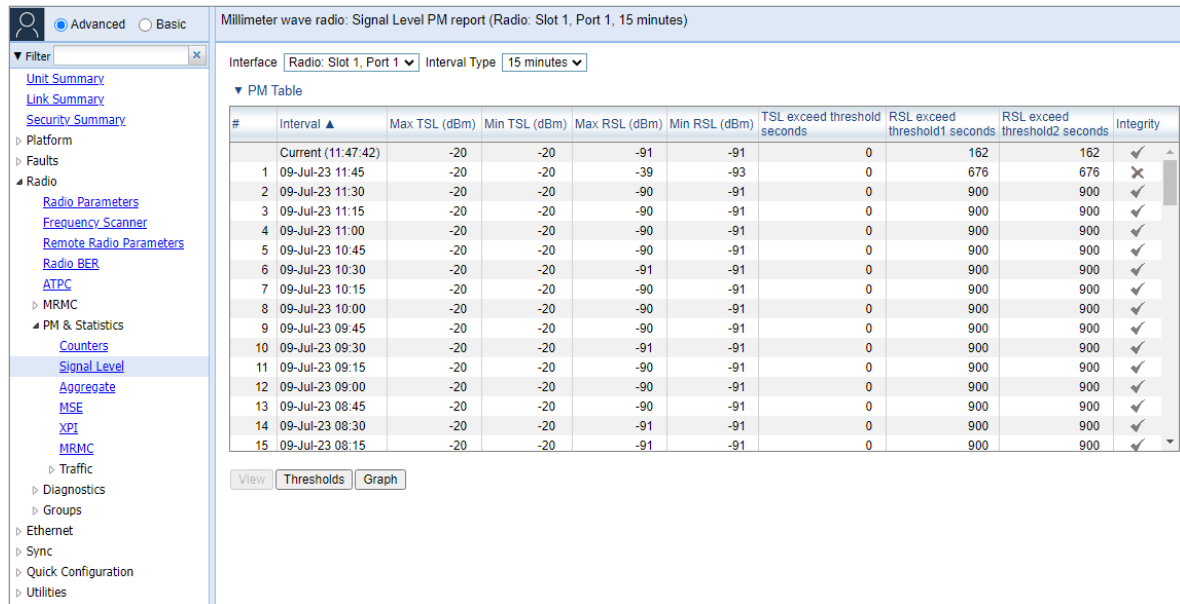 Advanced Basic
Millimeter wave radio: Signal Level PM report (Radio: Slot 1, Port 1, 15 minutes)
Filter
Unit Summary
Link Summary
Security Summary
Platform
Faults
Radio
Radio Parameters
Frequency Scanner
Remote Radio Parameters
Radio BER
ATPC
MRMC
PM & Statistics
Counters
Signal Level
Aggregate
MSE
XPI
MRMC
Traffic
Diagnostics
Groups
Ethernet
Sync
Quick Configuration
Utilities
Interface Radio: Slot 1, Port 1 Interval Type 15 minutes
PM Table
# Interval ▲ Max TSL (dBm) Min TSL (dBm) Max RSL (dBm) Min RSL (dBm) TSL exceed threshold seconds RSL exceed threshold1 seconds RSL exceed threshold2 seconds Integrity
Current (11:47:42) -20 -20 -91 -91 0 162 162
1 09-Jul-23 11:45 -20 -20 -39 -93 0 676 676
2 09-Jul-23 11:30 -20 -20 -90 -91 0 900 900
3 09-Jul-23 11:15 -20 -20 -90 -91 0 900 900
4 09-Jul-23 11:00 -20 -20 -90 -91 0 900 900
5 09-Jul-23 10:45 -20 -20 -90 -91 0 900 900
6 09-Jul-23 10:30 -20 -20 -91 -91 0 900 900
7 09-Jul-23 10:15 -20 -20 -90 -91 0 900 900
8 09-Jul-23 10:00 -20 -20 -90 -91 0 900 900
9 09-Jul-23 09:45 -20 -20 -90 -91 0 900 900
10 09-Jul-23 09:30 -20 -20 -91 -91 0 900 900
11 09-Jul-23 09:15 -20 -20 -90 -91 0 900 900
12 09-Jul-23 09:00 -20 -20 -90 -91 0 900 900
13 09-Jul-23 08:45 -20 -20 -90 -91 0 900 900
14 09-Jul-23 08:30 -20 -20 -91 -91 0 900 900
15 09-Jul-23 08:15 -20 -20 -91 -91 0 900 900
View Thresholds Graph